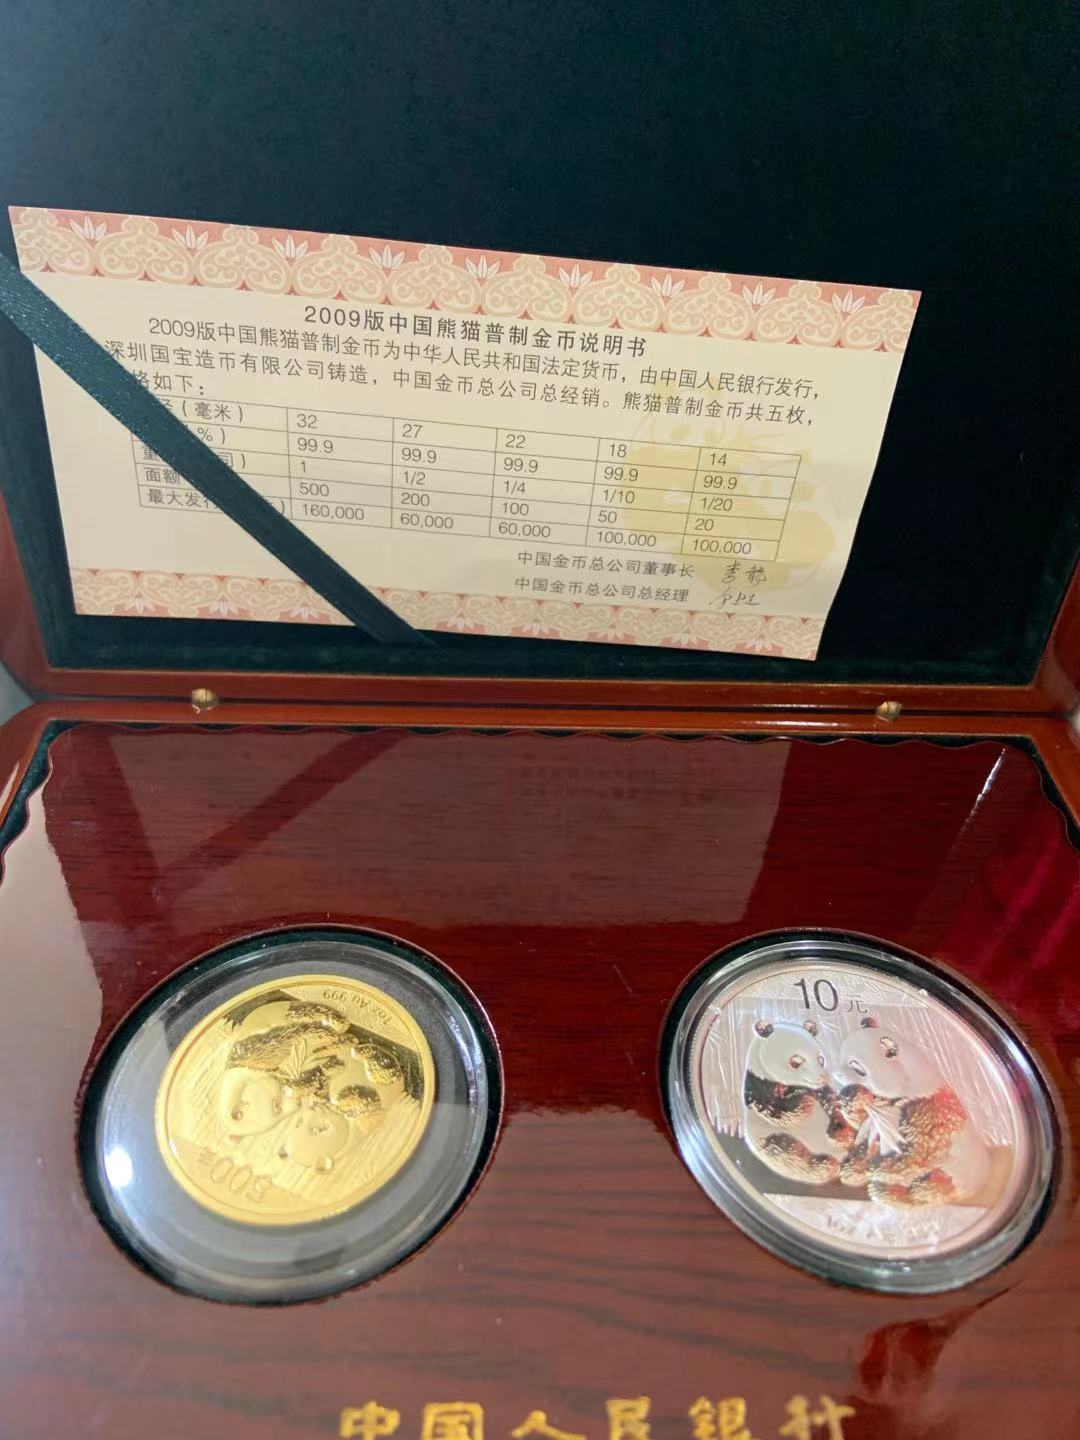 2009版中国熊猫普制金币说明书
2009版中国熊猫普制金币为中华人民共和国法定货币，由中国人民银行发行，
深圳国宝造币有限公司铸造，中国金币总公司总经销。熊猫普制金币共五枚，
格如下：
（毫米） 32 27 22 18 14
%） 99.9 99.9 99.9 99.9 99.9
重 司） 1 1/2 1/4 1/10 1/20
面额 500 200 100 50 20
最大发行 ） 160,000 60,000 60,000 100,000 100,000
中国金币总公司董事长
中国金币总公司总经理
1oz Au.999
500元
10元
1oz
中国人民银行